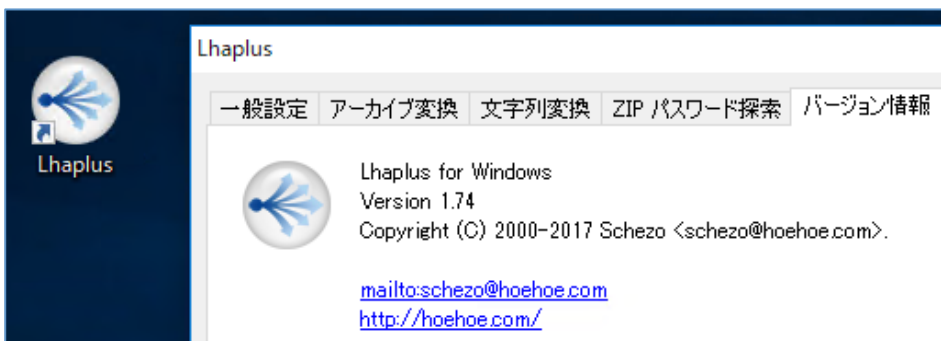 Lhaplus
Lhaplus
一般設定 アーカイブ変換 文字列変換 ZIP パスワード探索 バージョン情報
Lhaplus for Windows
Version 1.74
Copyright (C) 2000-2017 Schezo <schezo@hoehoe.com>.
mailto:schezo@hoehoe.com
http://hoehoe.com/